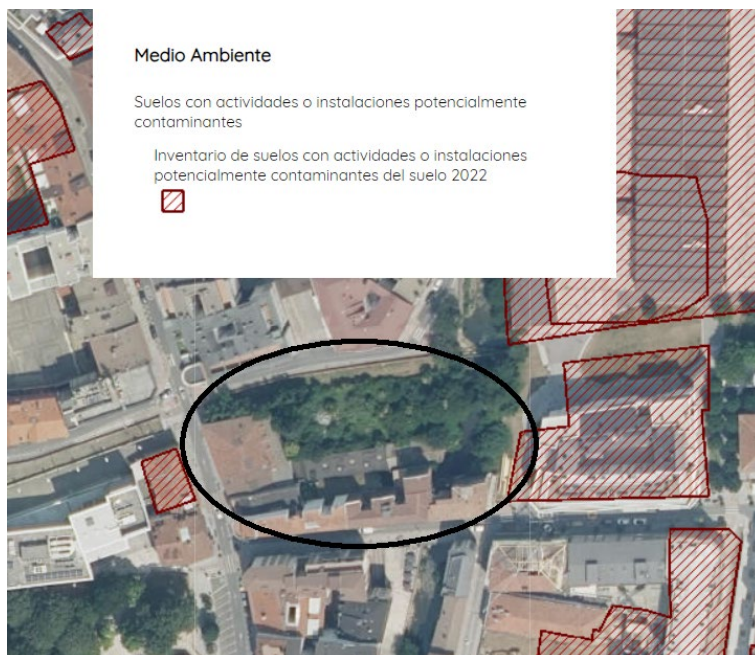 Medio Ambiente
Suelos con actividades o instalaciones potencialmente
contaminantes
Inventario de suelos con actividades o instalaciones
potencialmente contaminantes del suelo 2022